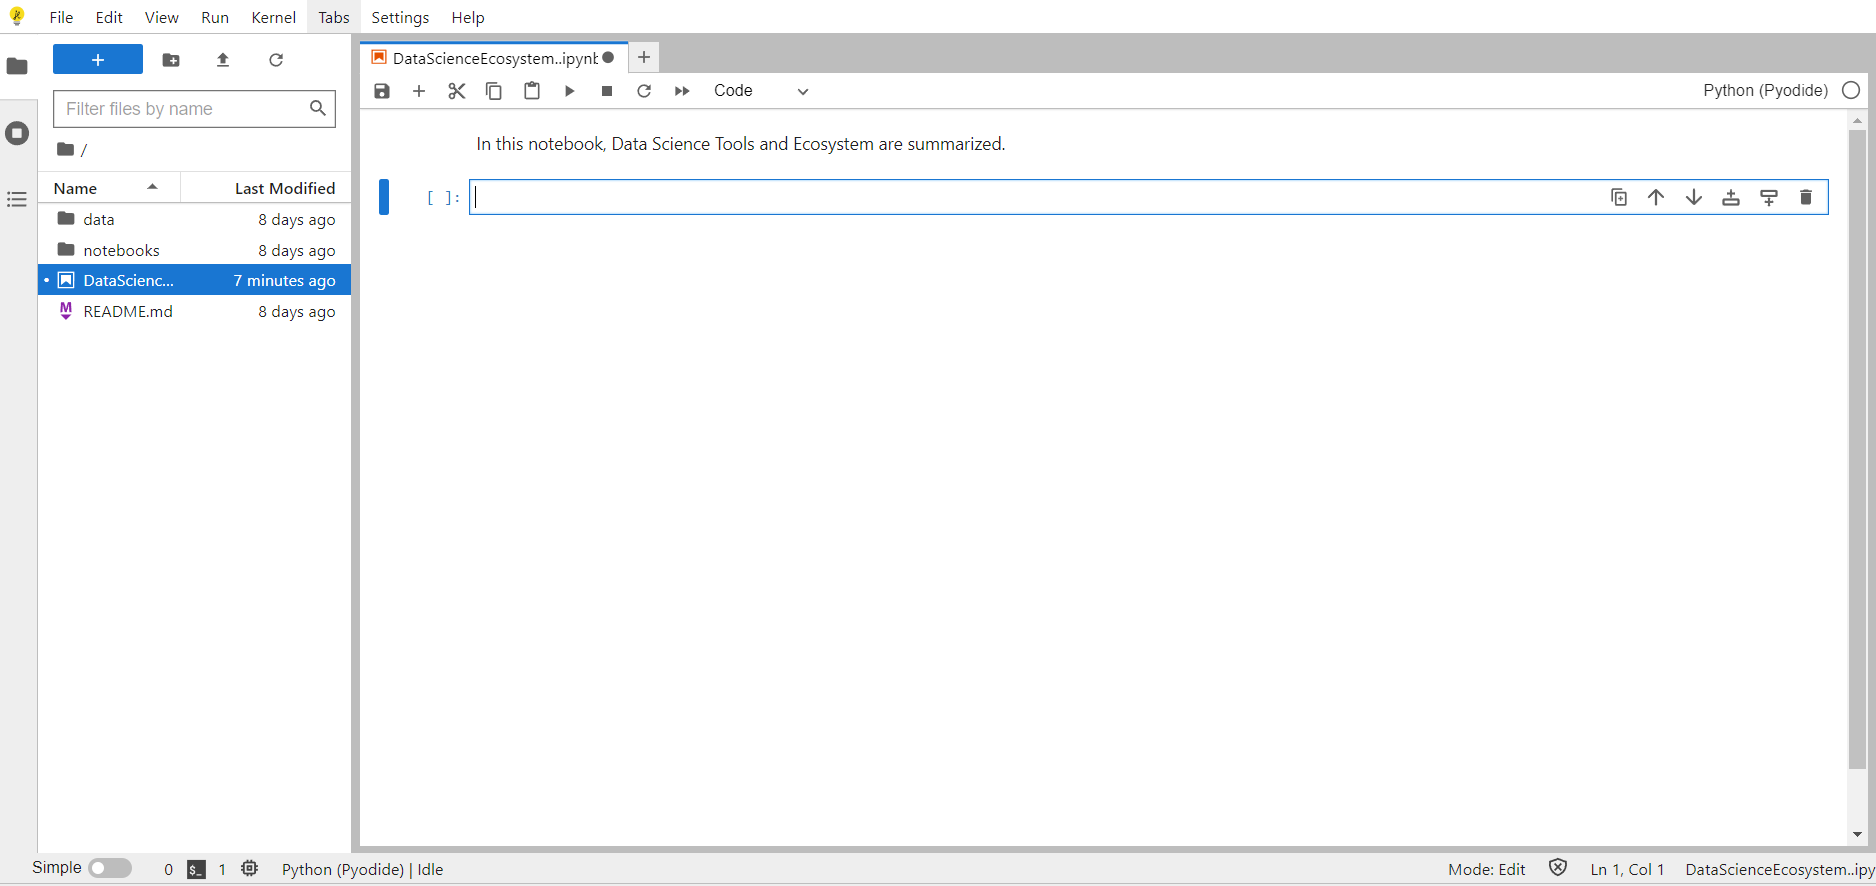 File Edit View Run Kernel Tabs Settings Help
DataScienceEcosystem..ipynb
Filter files by name
Code
Python (Pyodide)
/
Name Last Modified
data 8 days ago
notebooks 8 days ago
DataScienc... 7 minutes ago
README.md 8 days ago
In this notebook, Data Science Tools and Ecosystem are summarized.
[ ]:
Simple 0 $_ 1 Python (Pyodide) | Idle Mode: Edit Ln 1, Col 1 DataScienceEcosystem..ipy